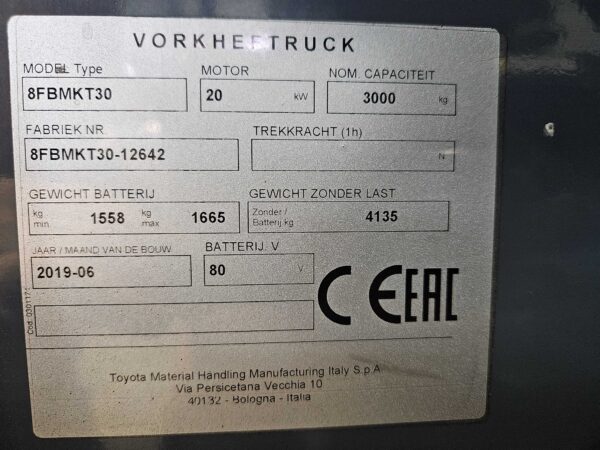 VORKHEFTRUCK
MODEL Type MOTOR NOM. CAPACITEIT
8FBMKT30 20 kW 3000 kg
FABRIEK NR TREKKRACHT (1h)
8FBMKT30-12642 N
GEWICHT BATTERIJ GEWICHT ZONDER LAST
kg min. 1558 kg max 1665 Zonder / Batterij kg 4135
JAAR / MAAND VAN DE BOUW BATTERIJ. V
2019-06 80 V
CE EAC
Toyota Material Handling Manufacturing Italy S.p.A
Via Persicetana Vecchia 10
40132 - Bologna - Italia